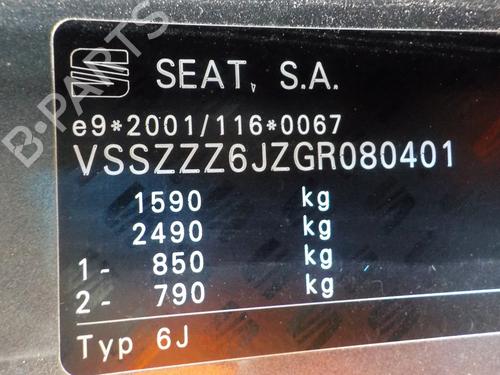 SEAT, S.A.
e9*2001/116*0067
VSSZZZ6JZGR080401
1590 kg
2490 kg
1- 850 kg
2- 790 kg
Typ 6J
B-PARTS